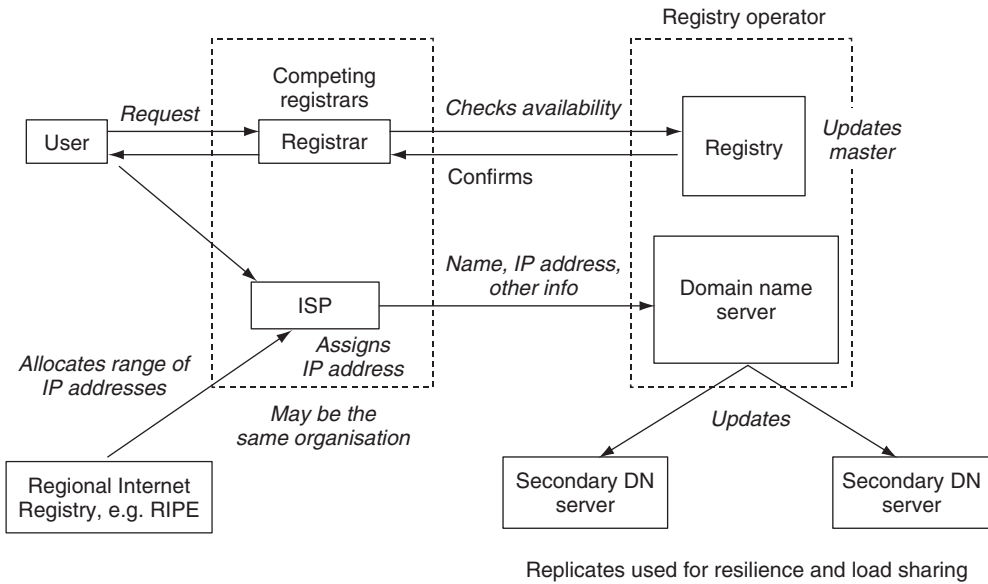 Registry operator
Competing
registrars
Request
Checks availability
User
Registrar
Registry
Updates
master
Confirms
Name, IP address,
other info
Domain name
server
ISP
Assigns
IP address
Allocates range of
IP addresses
May be the
same organisation
Updates
Regional Internet
Registry, e.g. RIPE
Secondary DN
server
Secondary DN
server
Replicates used for resilience and load sharing